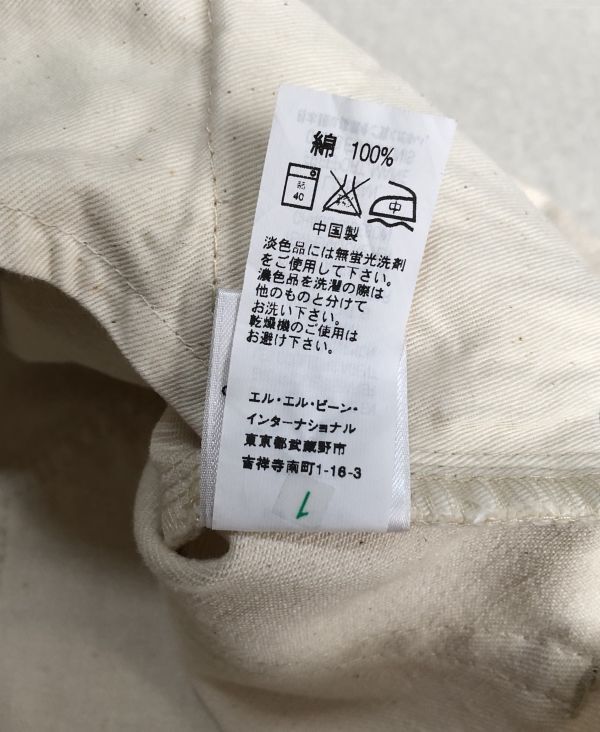 綿 100%
40
中
中国製
淡色品には無蛍光洗剤
をご使用して下さい。
濃色品を洗濯の際は
他のものと分けて
お洗い下さい。
乾燥機のご使用は
お避け下さい。
エル・エル・ビーン・
インターナショナル
東京都武蔵野市
吉祥寺南町1-16-3
1